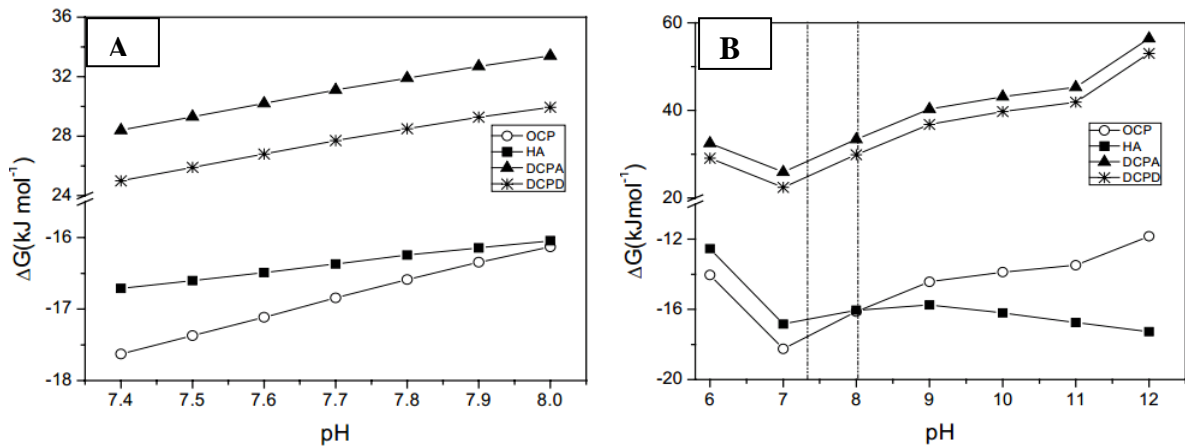 A
ΔG(kJ mol⁻¹)
36
32
28
24
-16
-17
-18
OCP
HA
DCPA
DCPD
7.4 7.5 7.6 7.7 7.8 7.9 8.0
pH
B
ΔG(kJmol⁻¹)
60
40
20
-12
-16
-20
OCP
HA
DCPA
DCPD
6 7 8 9 10 11 12
pH